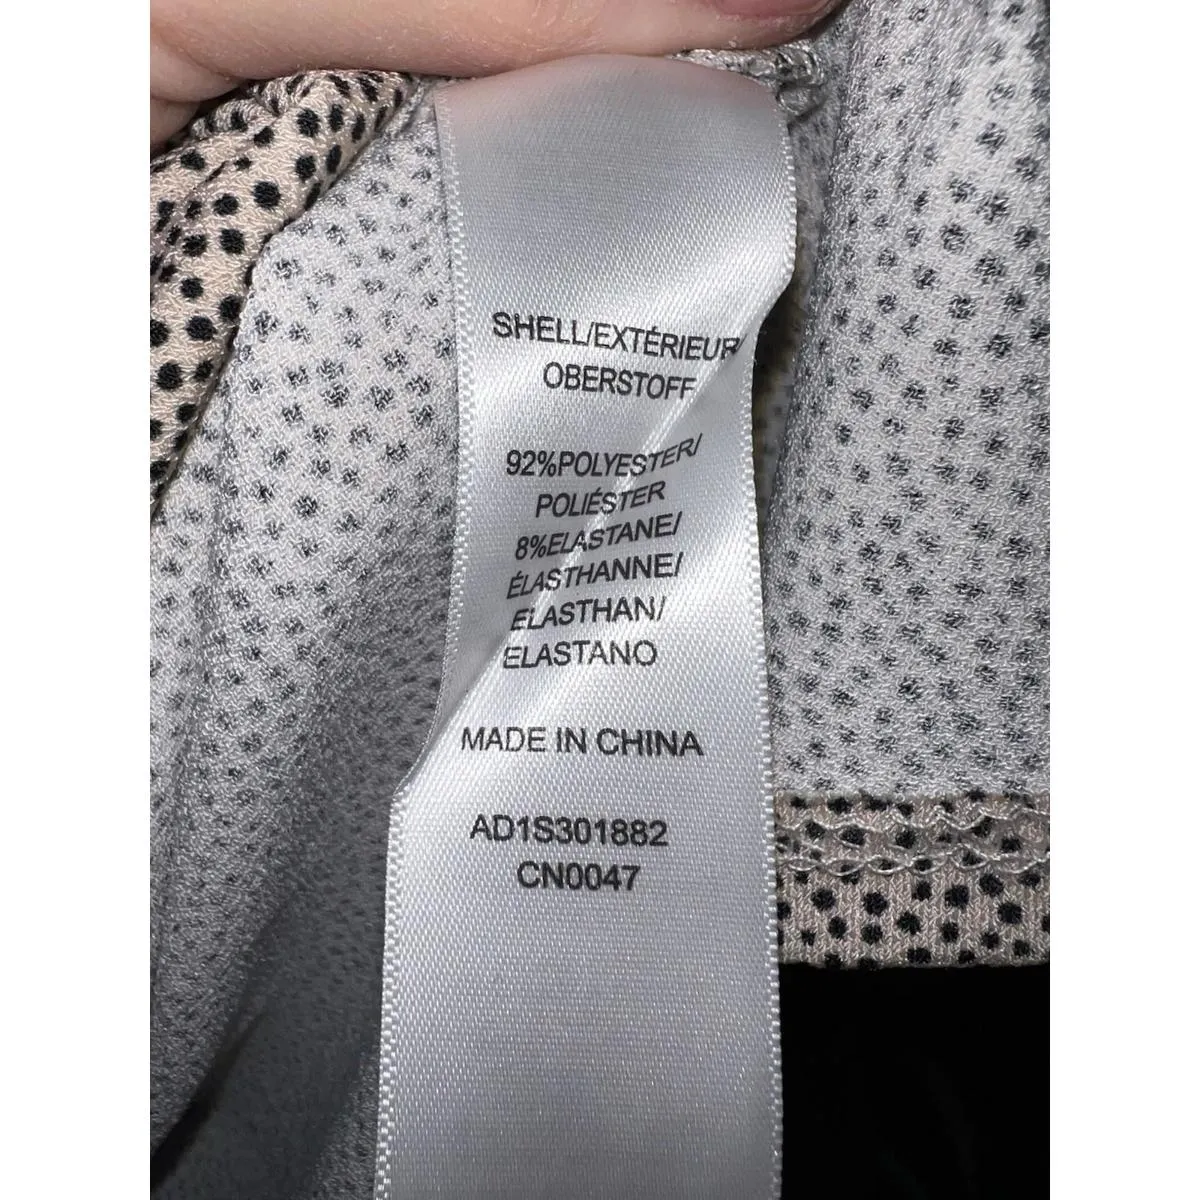 SHELL/EXTÉRIEUR/
OBERSTOFF
92%POLYESTER/
POLIÉSTER
8%ELASTANE/
ÉLASTHANNE/
ELASTHAN/
ELASTANO
MADE IN CHINA
AD1S301882
CN0047